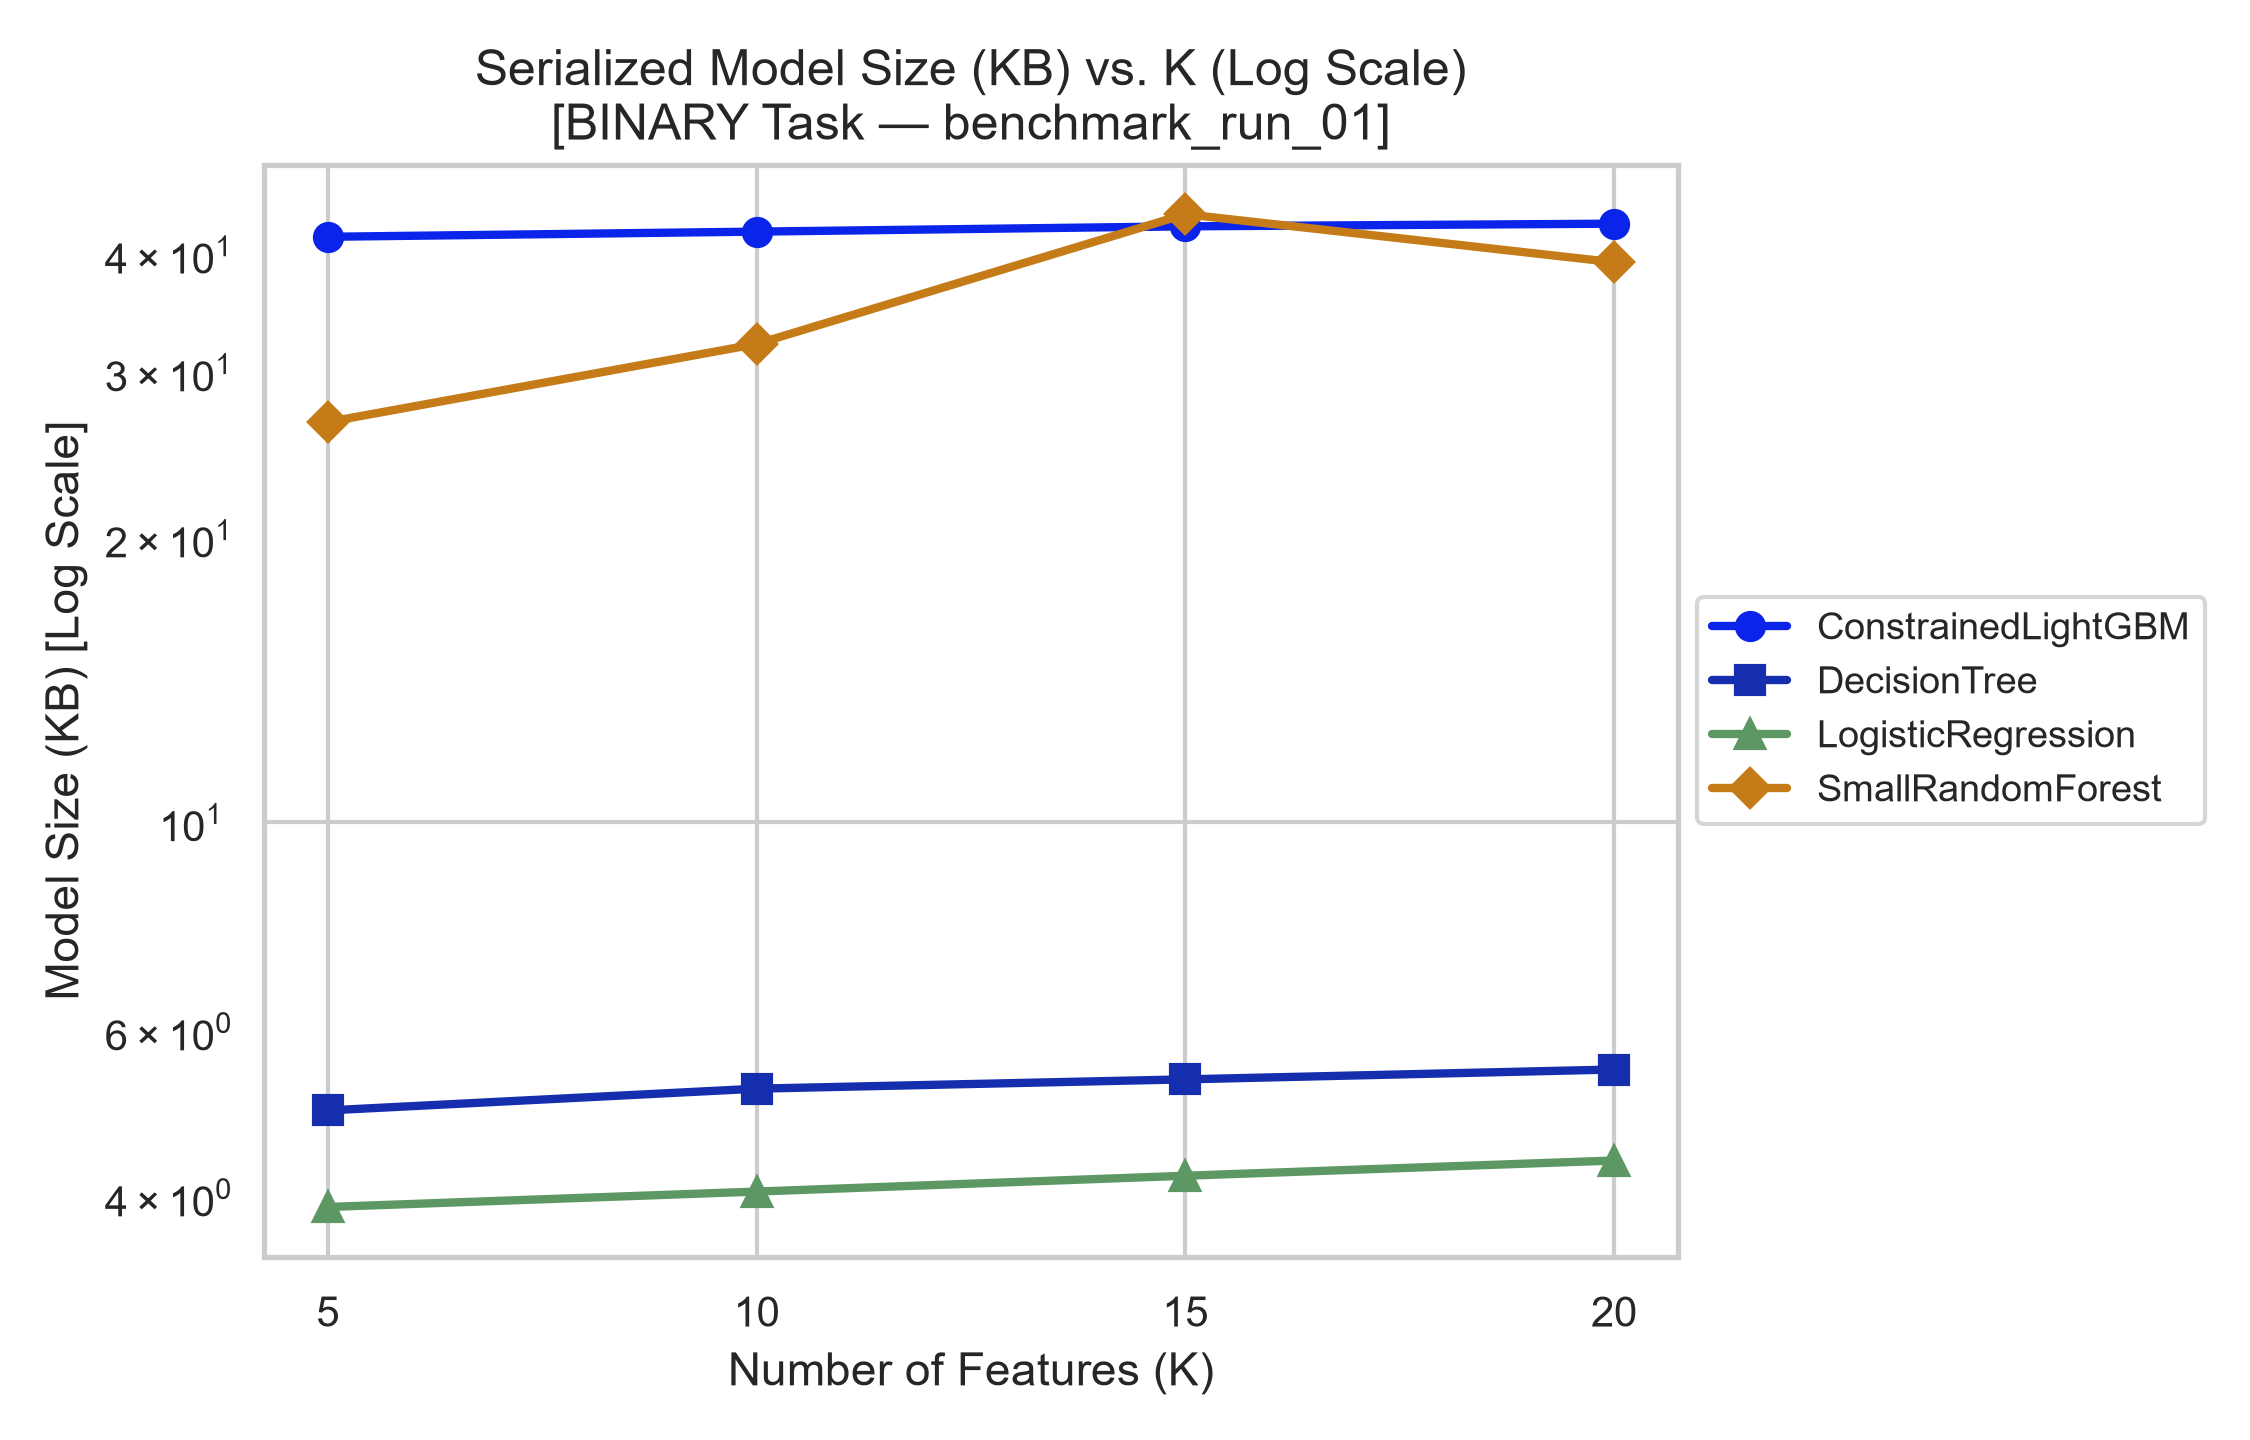 Serialized Model Size (KB) vs. K (Log Scale)
[BINARY Task — benchmark_run_01]
Model Size (KB) [Log Scale]
4 × 10¹
3 × 10¹
2 × 10¹
10¹
6 × 10⁰
4 × 10⁰
5 10 15 20
Number of Features (K)
ConstrainedLightGBM
DecisionTree
LogisticRegression
SmallRandomForest